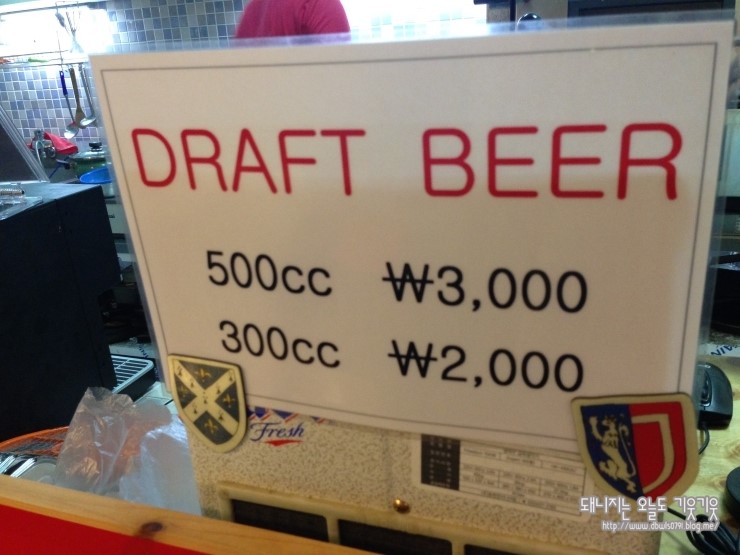 DRAFT BEER
500cc ₩3,000
300cc ₩2,000
Fresh
돼니지는 오늘도 기웃기웃
http://www.dbwls0791.blog.me/